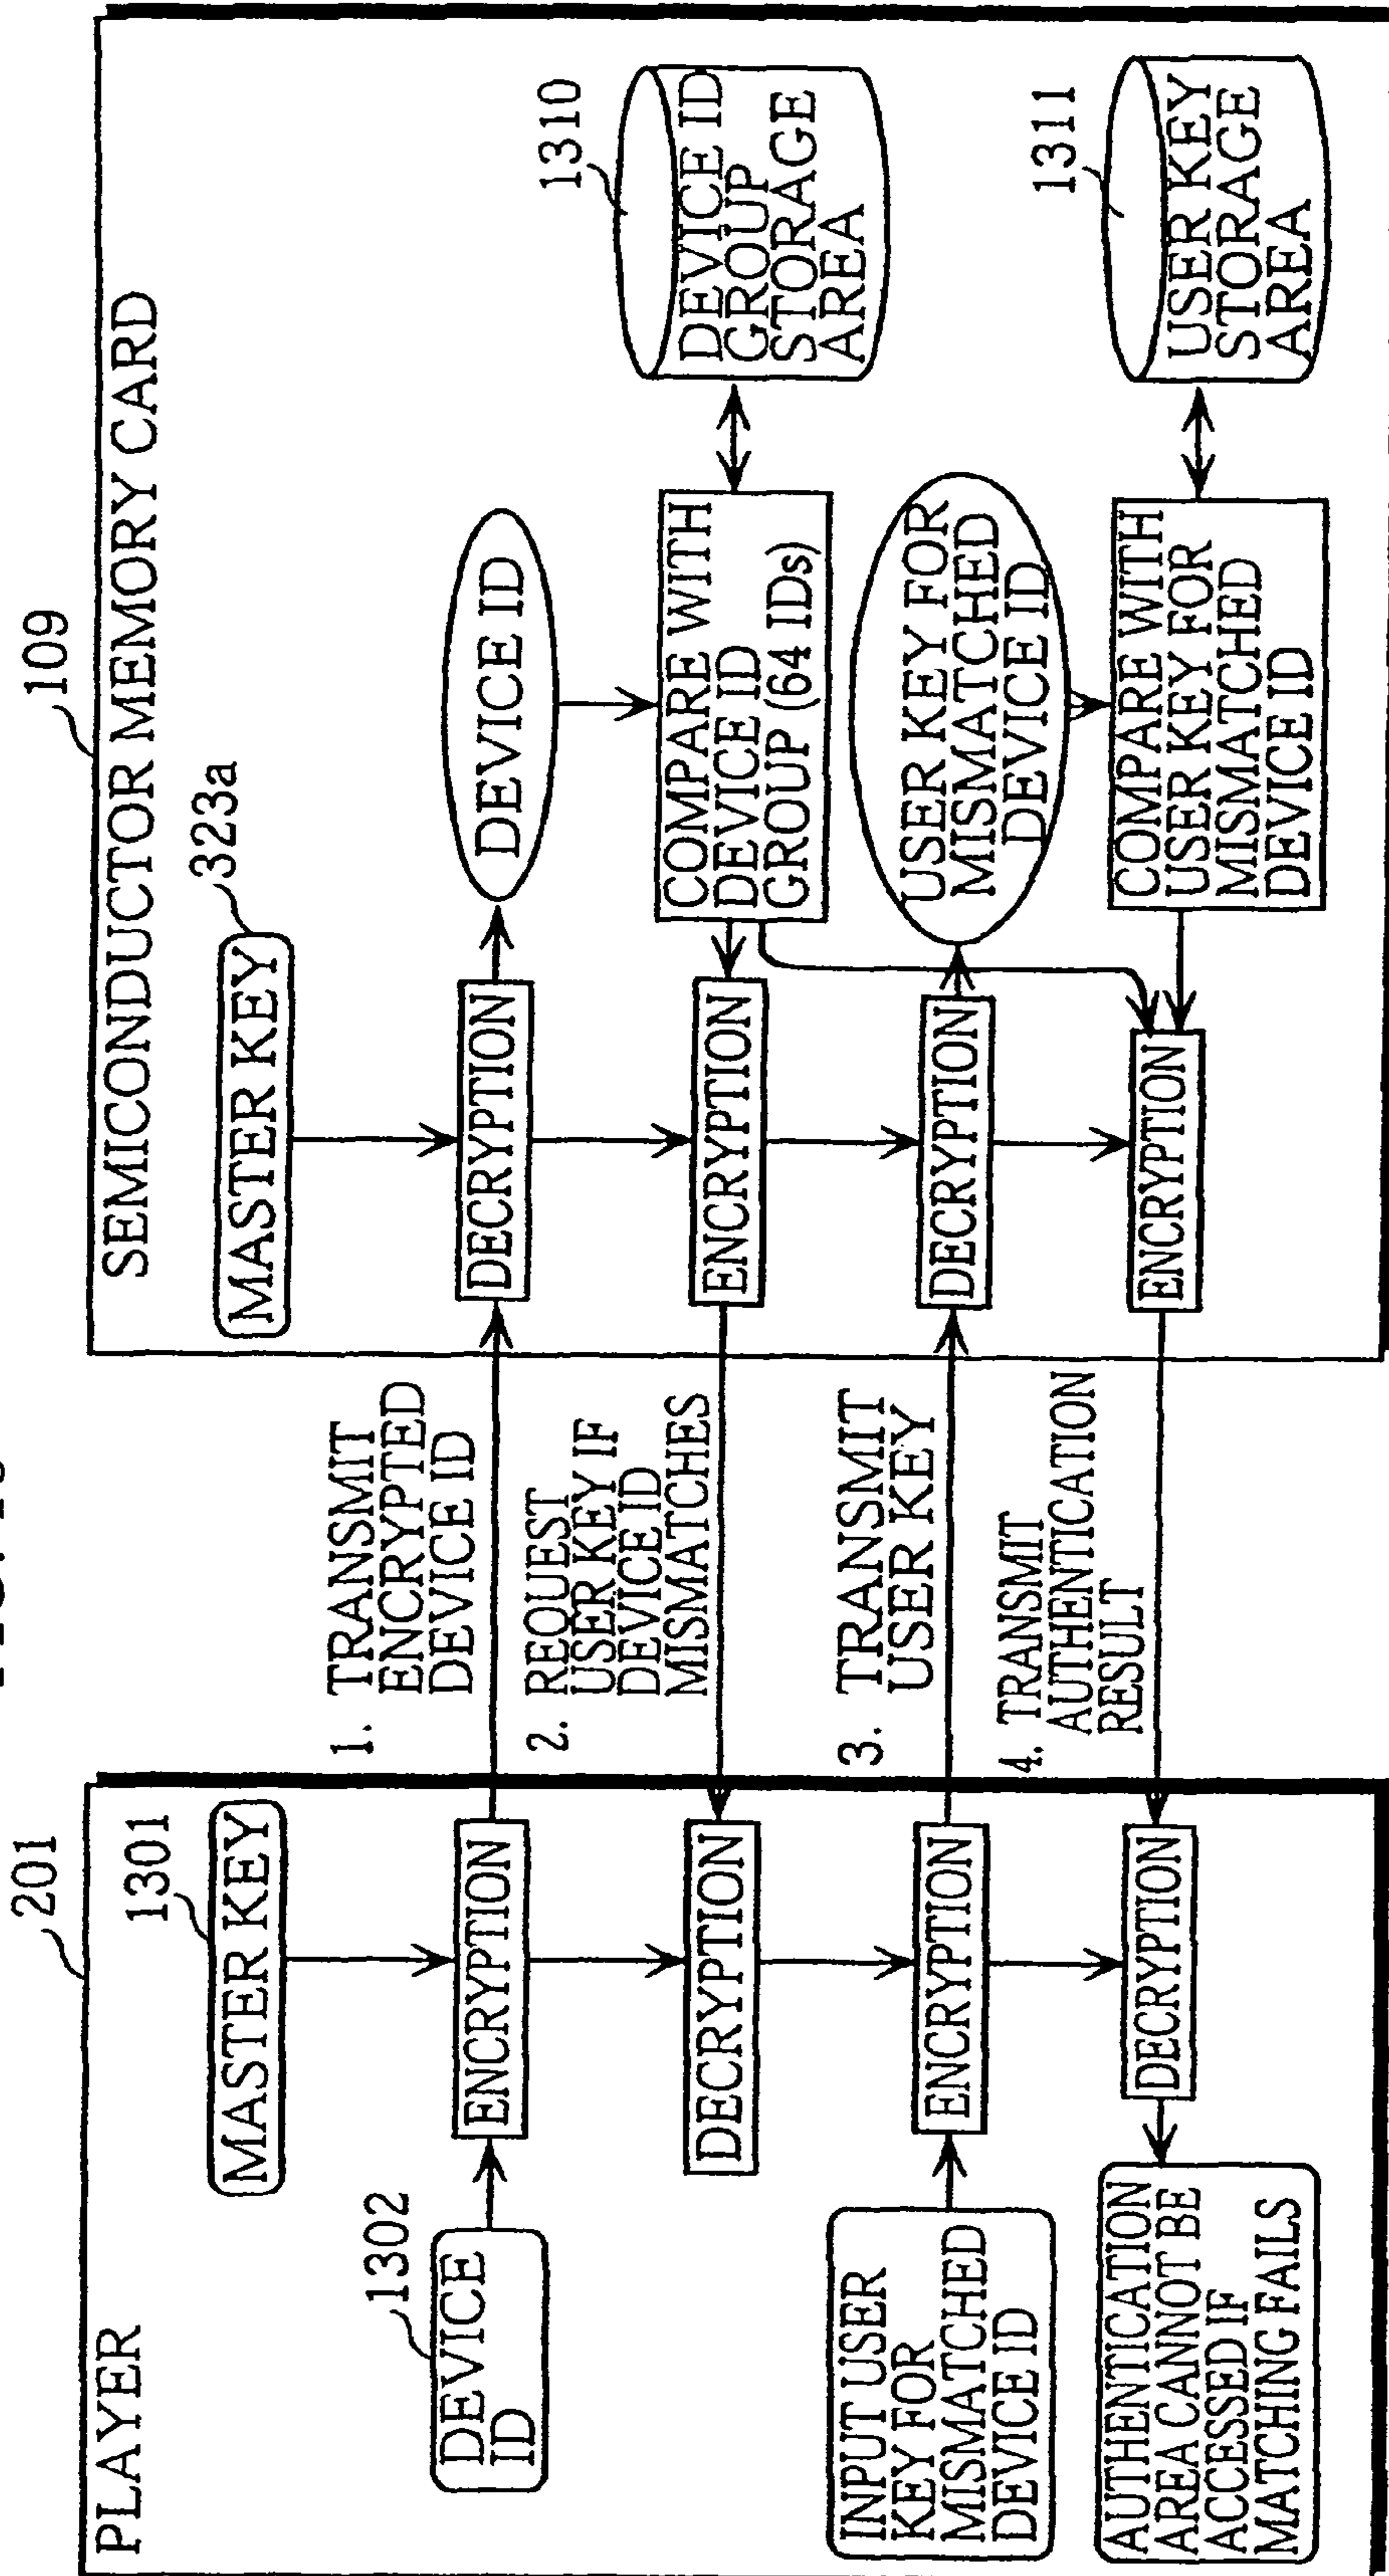 201
PLAYER
1301
MASTER KEY
1302
DEVICE
ID
ENCRYPTION
DECRYPTION
INPUT USER
KEY FOR
MISMATCHED
DEVICE ID
ENCRYPTION
AUTHENTICATION
AREA CANNOT BE
ACCESSED IF
MATCHING FAILS
DECRYPTION
1. TRANSMIT
ENCRYPTED
DEVICE ID
2. REQUEST
USER KEY IF
DEVICE ID
MISMATCHES
3. TRANSMIT
USER KEY
4. TRANSMIT
AUTHENTICATION
RESULT
109
SEMICONDUCTOR MEMORY CARD
323a
MASTER KEY
DECRYPTION
DEVICE ID
1310
ENCRYPTION
COMPARE WITH
DEVICE ID
GROUP (64 IDs)
DEVICE ID
GROUP
STORAGE
AREA
DECRYPTION
USER KEY FOR
MISMATCHED
DEVICE ID
1311
ENCRYPTION
COMPARE WITH
USER KEY FOR
MISMATCHED
DEVICE ID
USER KEY
STORAGE
AREA